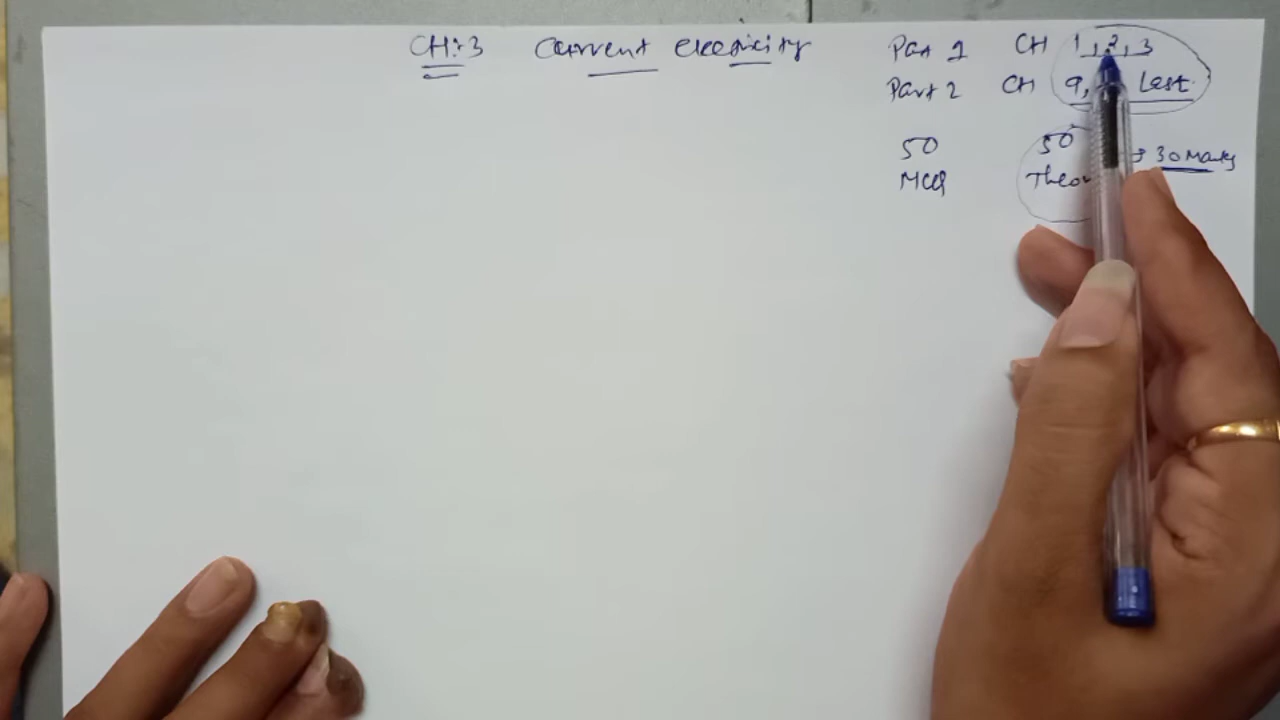 CH:3 Current Electricity
Part 1 CH 1, 2, 3
Part 2 CH 9, Last
50 50 → 30 Marks
MCQ